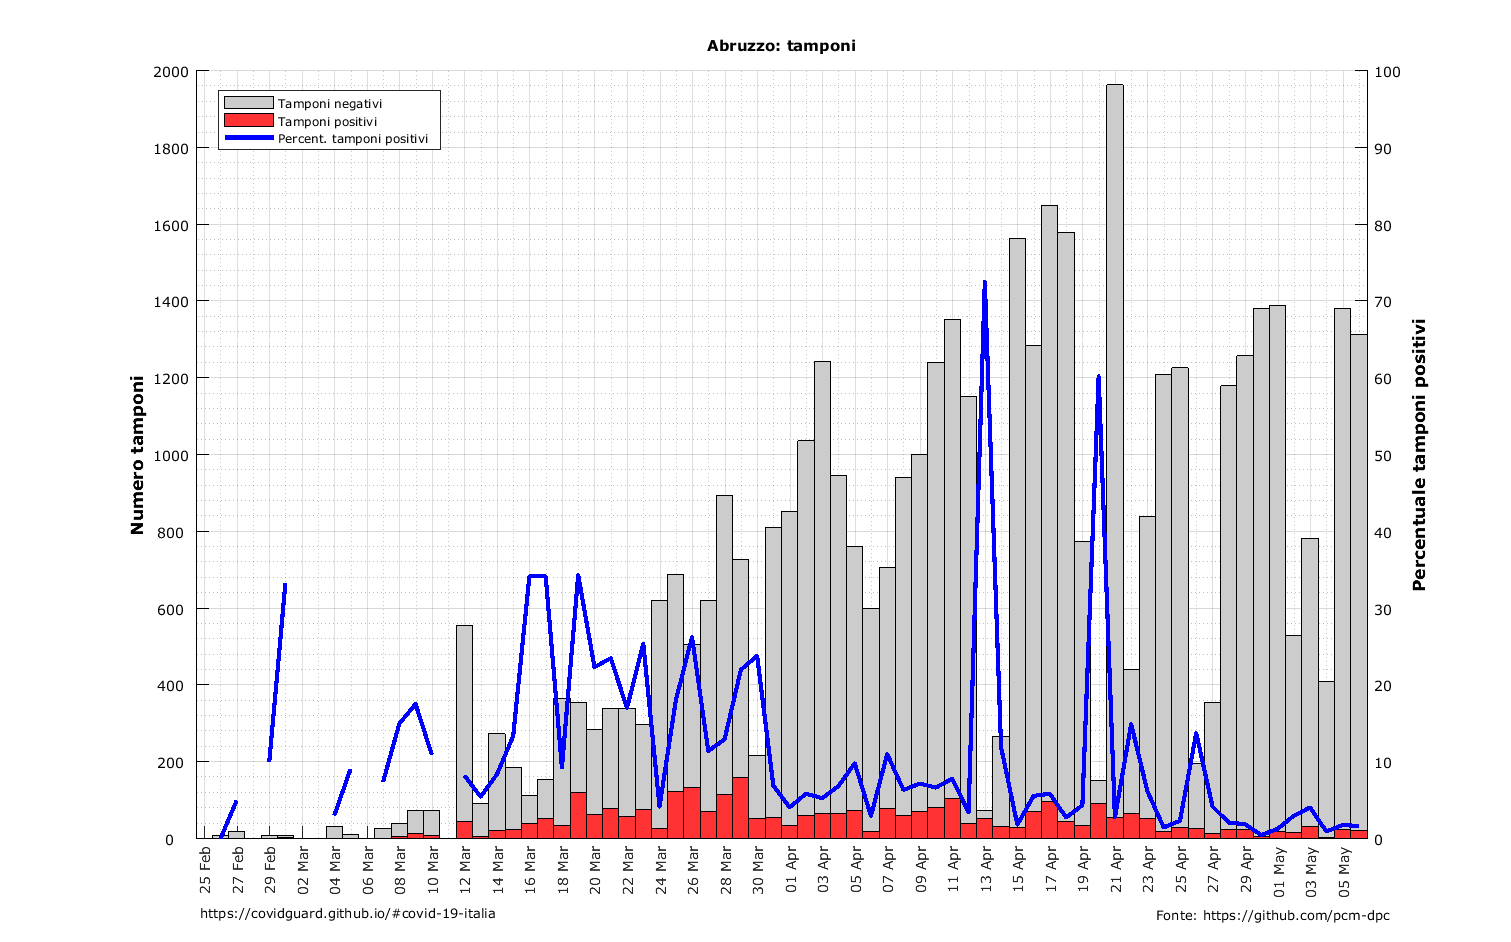 Abruzzo: tamponi
Tamponi negativi
Tamponi positivi
Percent. tamponi positivi
Numero tamponi
2000
1800
1600
1400
1200
1000
800
600
400
200
0
Percentuale tamponi positivi
100
90
80
70
60
50
40
30
20
10
0
25 Feb
27 Feb
29 Feb
02 Mar
04 Mar
06 Mar
08 Mar
10 Mar
12 Mar
14 Mar
16 Mar
18 Mar
20 Mar
22 Mar
24 Mar
26 Mar
28 Mar
30 Mar
01 Apr
03 Apr
05 Apr
07 Apr
09 Apr
11 Apr
13 Apr
15 Apr
17 Apr
19 Apr
21 Apr
23 Apr
25 Apr
27 Apr
29 Apr
01 May
03 May
05 May
https://covidguard.github.io/#covid-19-italia
Fonte: https://github.com/pcm-dpc